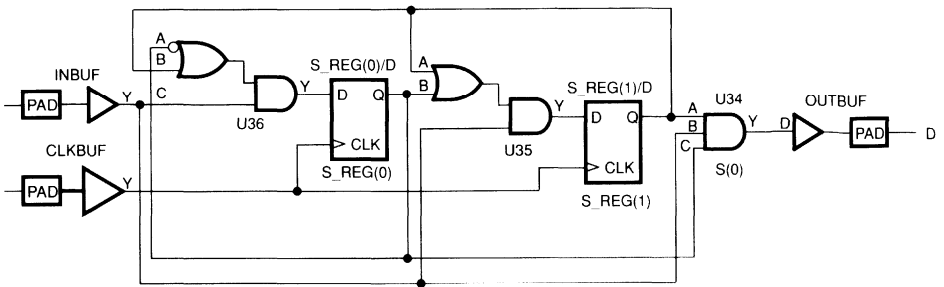 A
B
INBUF
PAD
Y
C
CLKBUF
PAD
Y
Y
U36
S_REG(0)/D
D Q
CLK
S_REG(0)
A
B
Y
U35
S_REG(1)/D
D Q
CLK
S_REG(1)
U34
A
B
C
Y
S(0)
OUTBUF
D
PAD
D